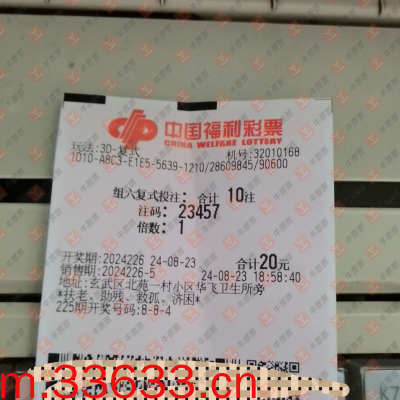 中国福利彩票
CHINA WELFARE LOTTERY
玩法:3D-复式
机号:32010168
1010-A8C3-E1E5-5639-1210/28609845/90600
组六复式投注: 合计 10注
注码: 23457
倍数: 1
开奖期:2024226 24-08-23 合计20元
销售期:2024226-5 24-08-23 18:58:40
地址:玄武区北苑一村小区华飞卫生所旁
*扶老、助残、救孤、济困*
225期开奖号码:8-8-4
m.33633.cn
K7